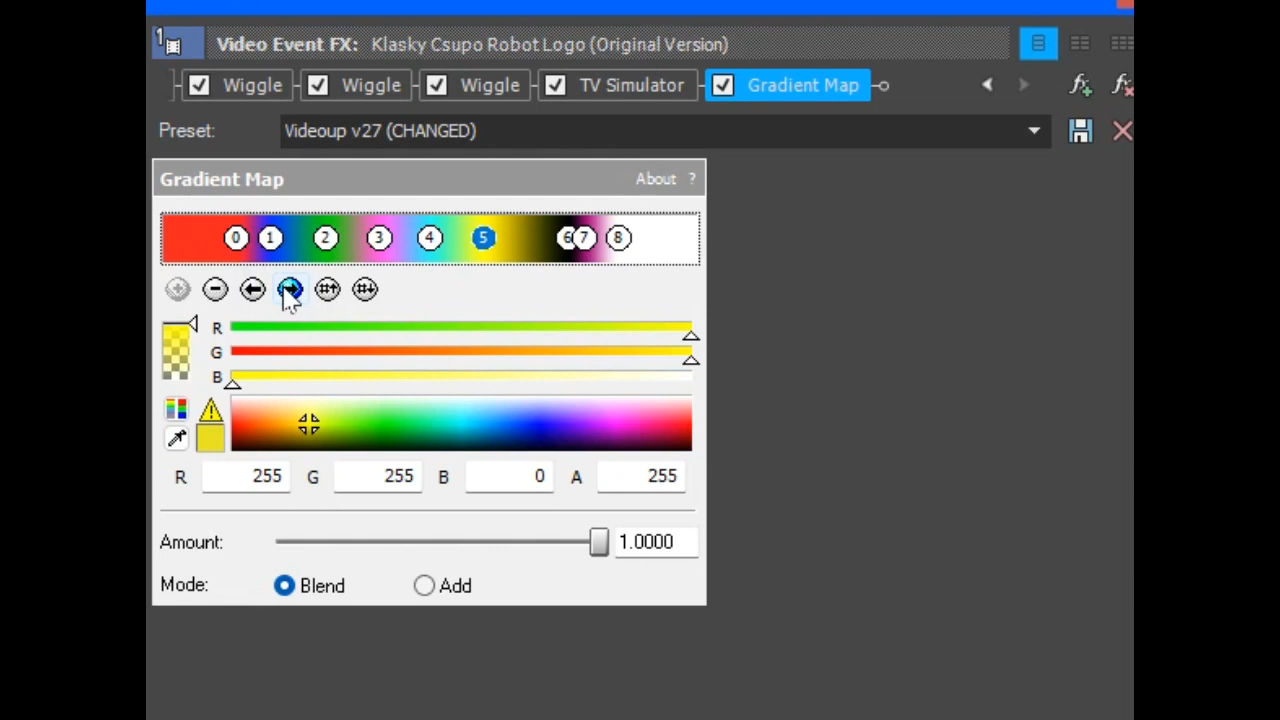 1
Video Event FX: Klasky Csupo Robot Logo (Original Version)
Wiggle Wiggle Wiggle TV Simulator Gradient Map
Preset: Videoup v27 (CHANGED)
Gradient Map About ?
0 1 2 3 4 5 6 7 8
R
G
B
R 255 G 255 B 0 A 255
Amount: 1.0000
Mode: Blend Add